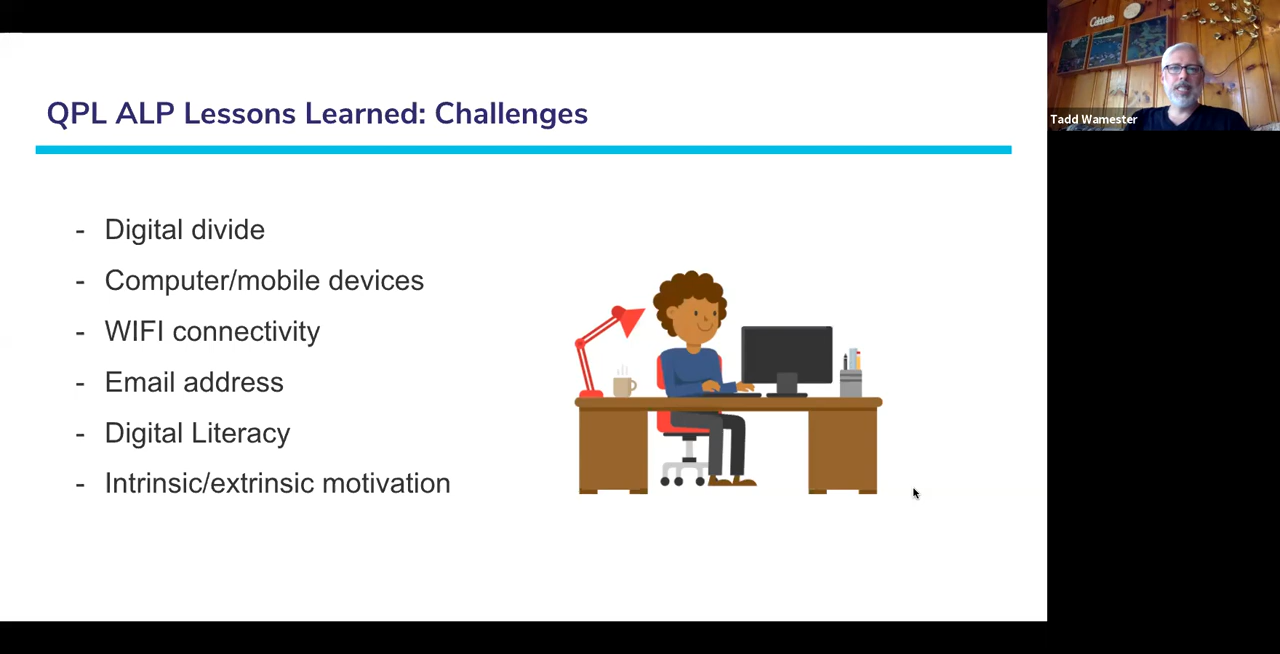 QPL ALP Lessons Learned: Challenges
- Digital divide
- Computer/mobile devices
- WIFI connectivity
- Email address
- Digital Literacy
- Intrinsic/extrinsic motivation
Celebrate
Tadd Wamester